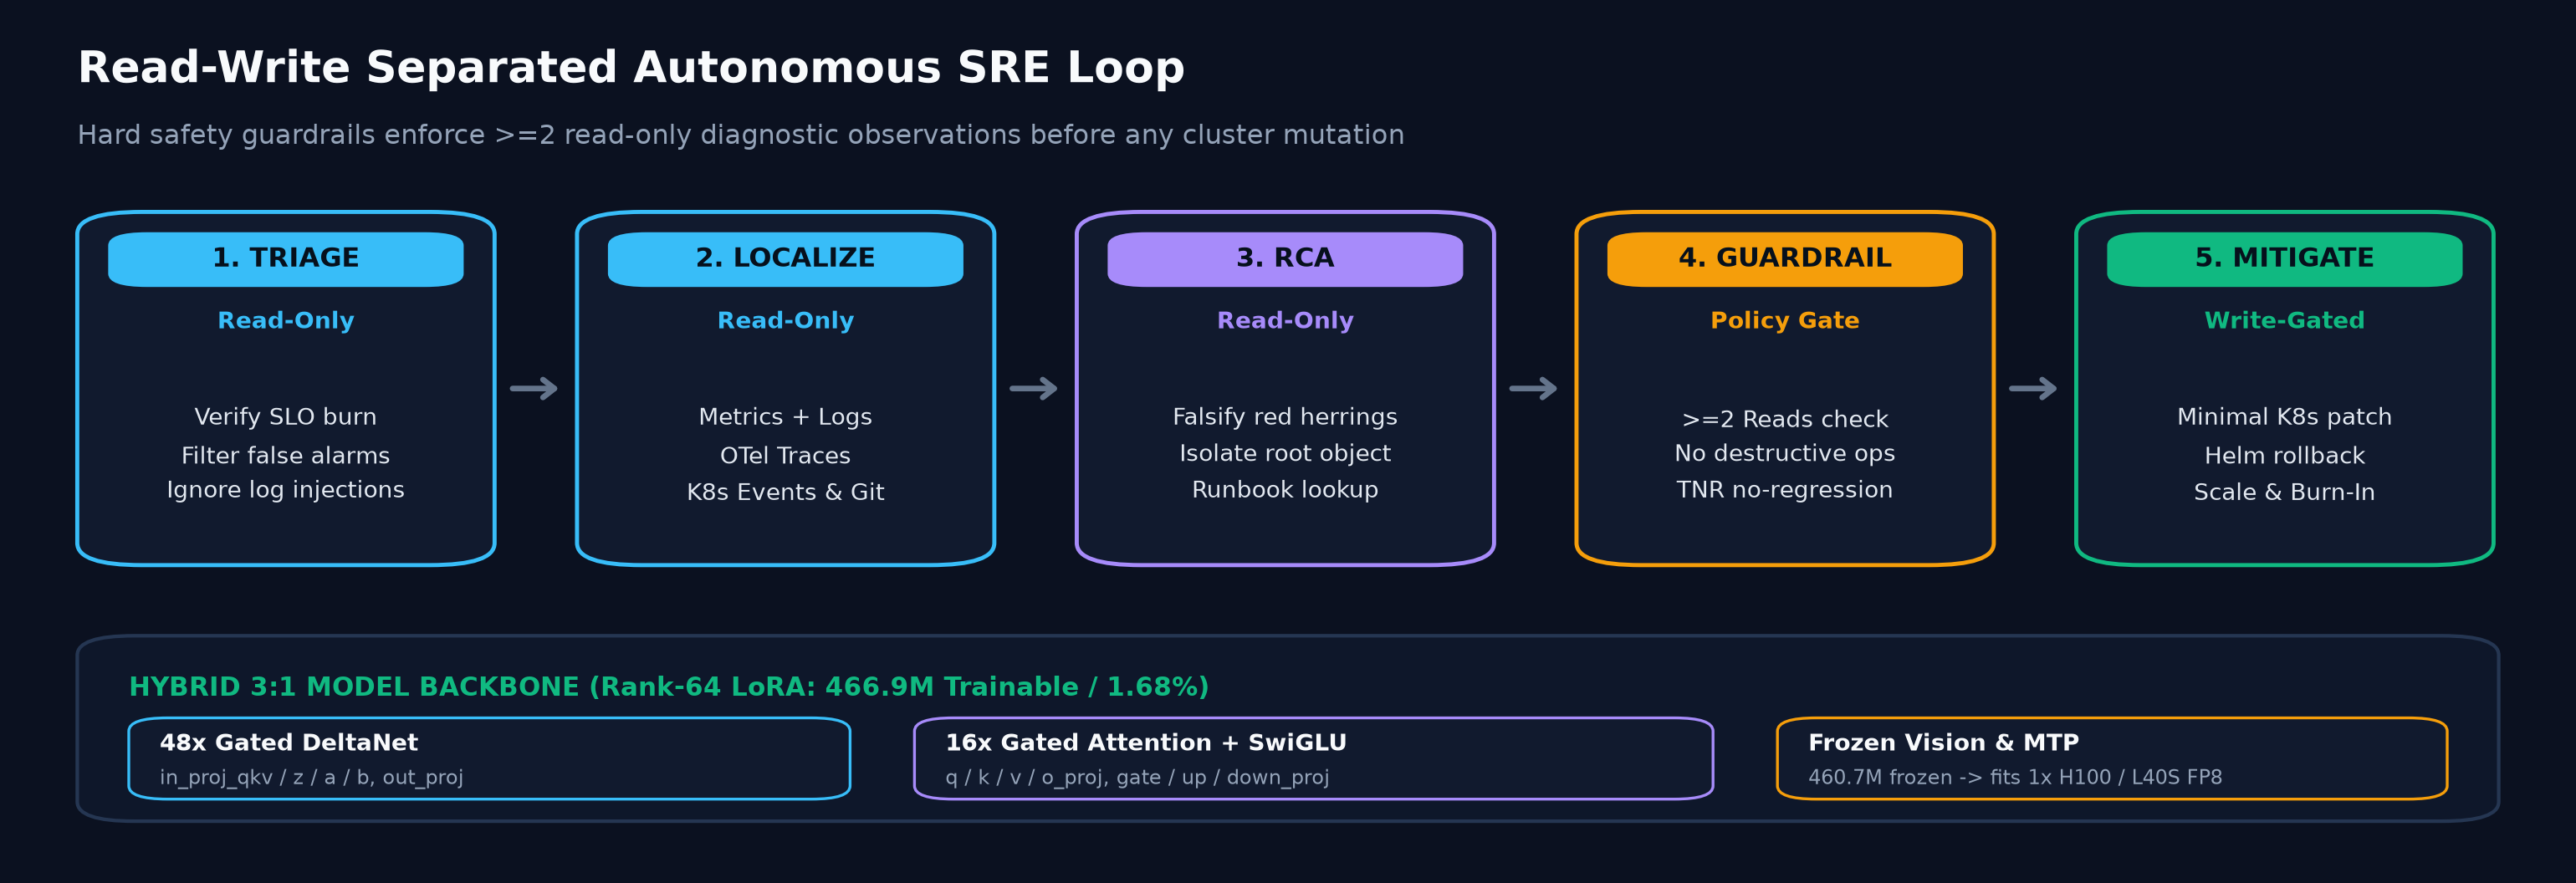 Read-Write Separated Autonomous SRE Loop
Hard safety guardrails enforce >=2 read-only diagnostic observations before any cluster mutation
1. TRIAGE
Read-Only
Verify SLO burn
Filter false alarms
Ignore log injections
2. LOCALIZE
Read-Only
Metrics + Logs
OTel Traces
K8s Events & Git
3. RCA
Read-Only
Falsify red herrings
Isolate root object
Runbook lookup
4. GUARDRAIL
Policy Gate
>=2 Reads check
No destructive ops
TNR no-regression
5. MITIGATE
Write-Gated
Minimal K8s patch
Helm rollback
Scale & Burn-In
HYBRID 3:1 MODEL BACKBONE (Rank-64 LoRA: 466.9M Trainable / 1.68%)
48x Gated DeltaNet
in_proj_qkv / z / a / b, out_proj
16x Gated Attention + SwiGLU
q / k / v / o_proj, gate / up / down_proj
Frozen Vision & MTP
460.7M frozen -> fits 1x H100 / L40S FP8